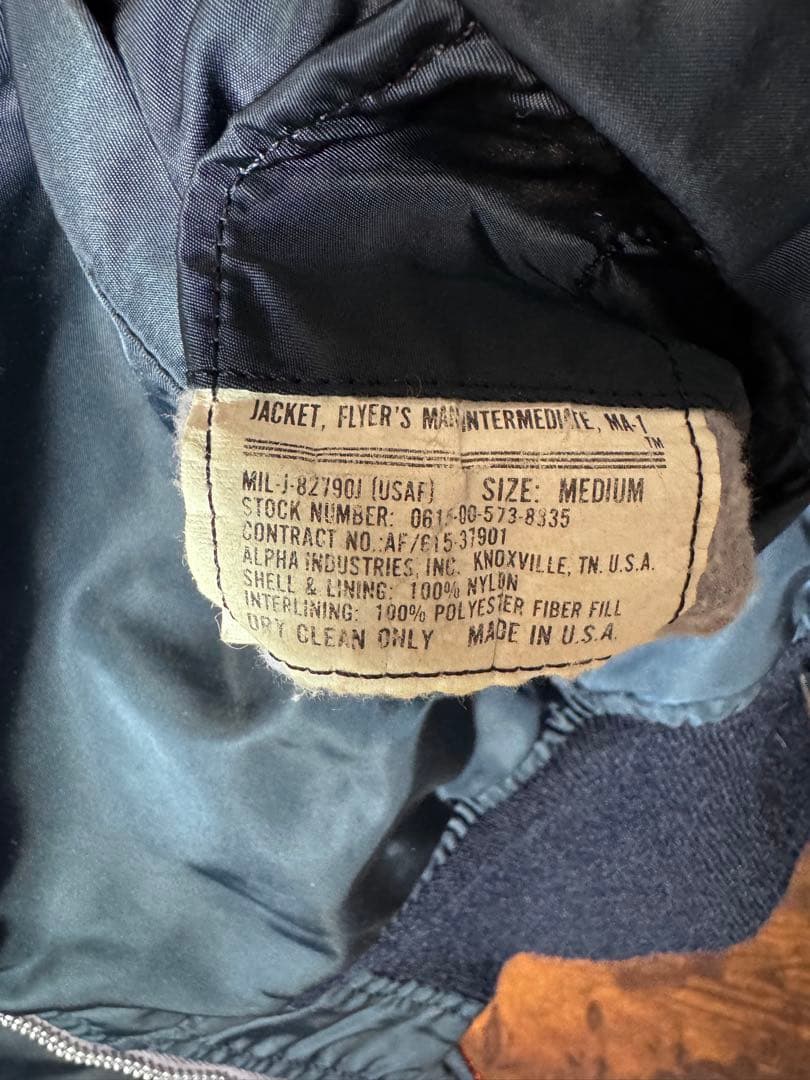 JACKET, FLYER'S MAN INTERMEDIATE, MA-1
TM
MIL-J-82790J (USAF) SIZE: MEDIUM
STOCK NUMBER: -00-573-8335
CONTRACT NO.:AF/615-37901
ALPHA INDUSTRIES, INC. KNOXVILLE, TN. U.S.A.
SHELL & LINING: 100% NYLON
INTERLINING: 100% POLYESTER FIBER FILL
DRY CLEAN ONLY MADE IN U.S.A.